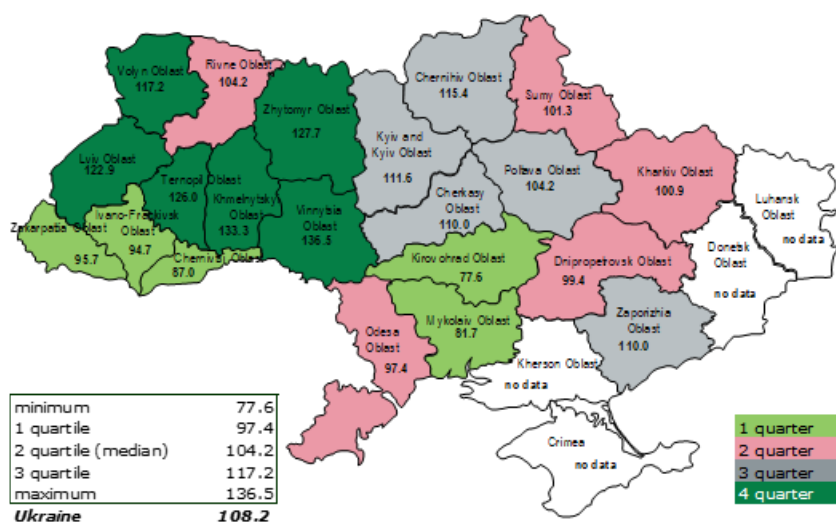 Volyn Oblast
117.2
Rivne Oblast
104.2
Zhytomyr Oblast
127.7
Kyiv and
Kyiv Oblast
111.6
Chernihiv Oblast
115.4
Sumy Oblast
101.3
Lviv Oblast
122.9
Ternopil Oblast
126.0
Khmelnytsky
Oblast
133.3
Vinnytsia
Oblast
136.5
Cherkasy
Oblast
110.0
Poltava Oblast
104.2
Kharkiv Oblast
100.9
Luhansk
Oblast
no data
Zakarpatia Oblast
95.7
Ivano-Frankivsk
Oblast
94.7
Chernivtsi Oblast
87.0
Kirovohrad Oblast
77.6
Dnipropetrovsk Oblast
99.4
Donetsk
Oblast
no data
Odesa
Oblast
97.4
Mykolaiv Oblast
81.7
Zaporizhia
Oblast
110.0
Kherson Oblast
no data
Crimea
no data
minimum 77.6
1 quartile 97.4
2 quartile (median) 104.2
3 quartile 117.2
maximum 136.5
Ukraine 108.2
1 quarter
2 quarter
3 quarter
4 quarter